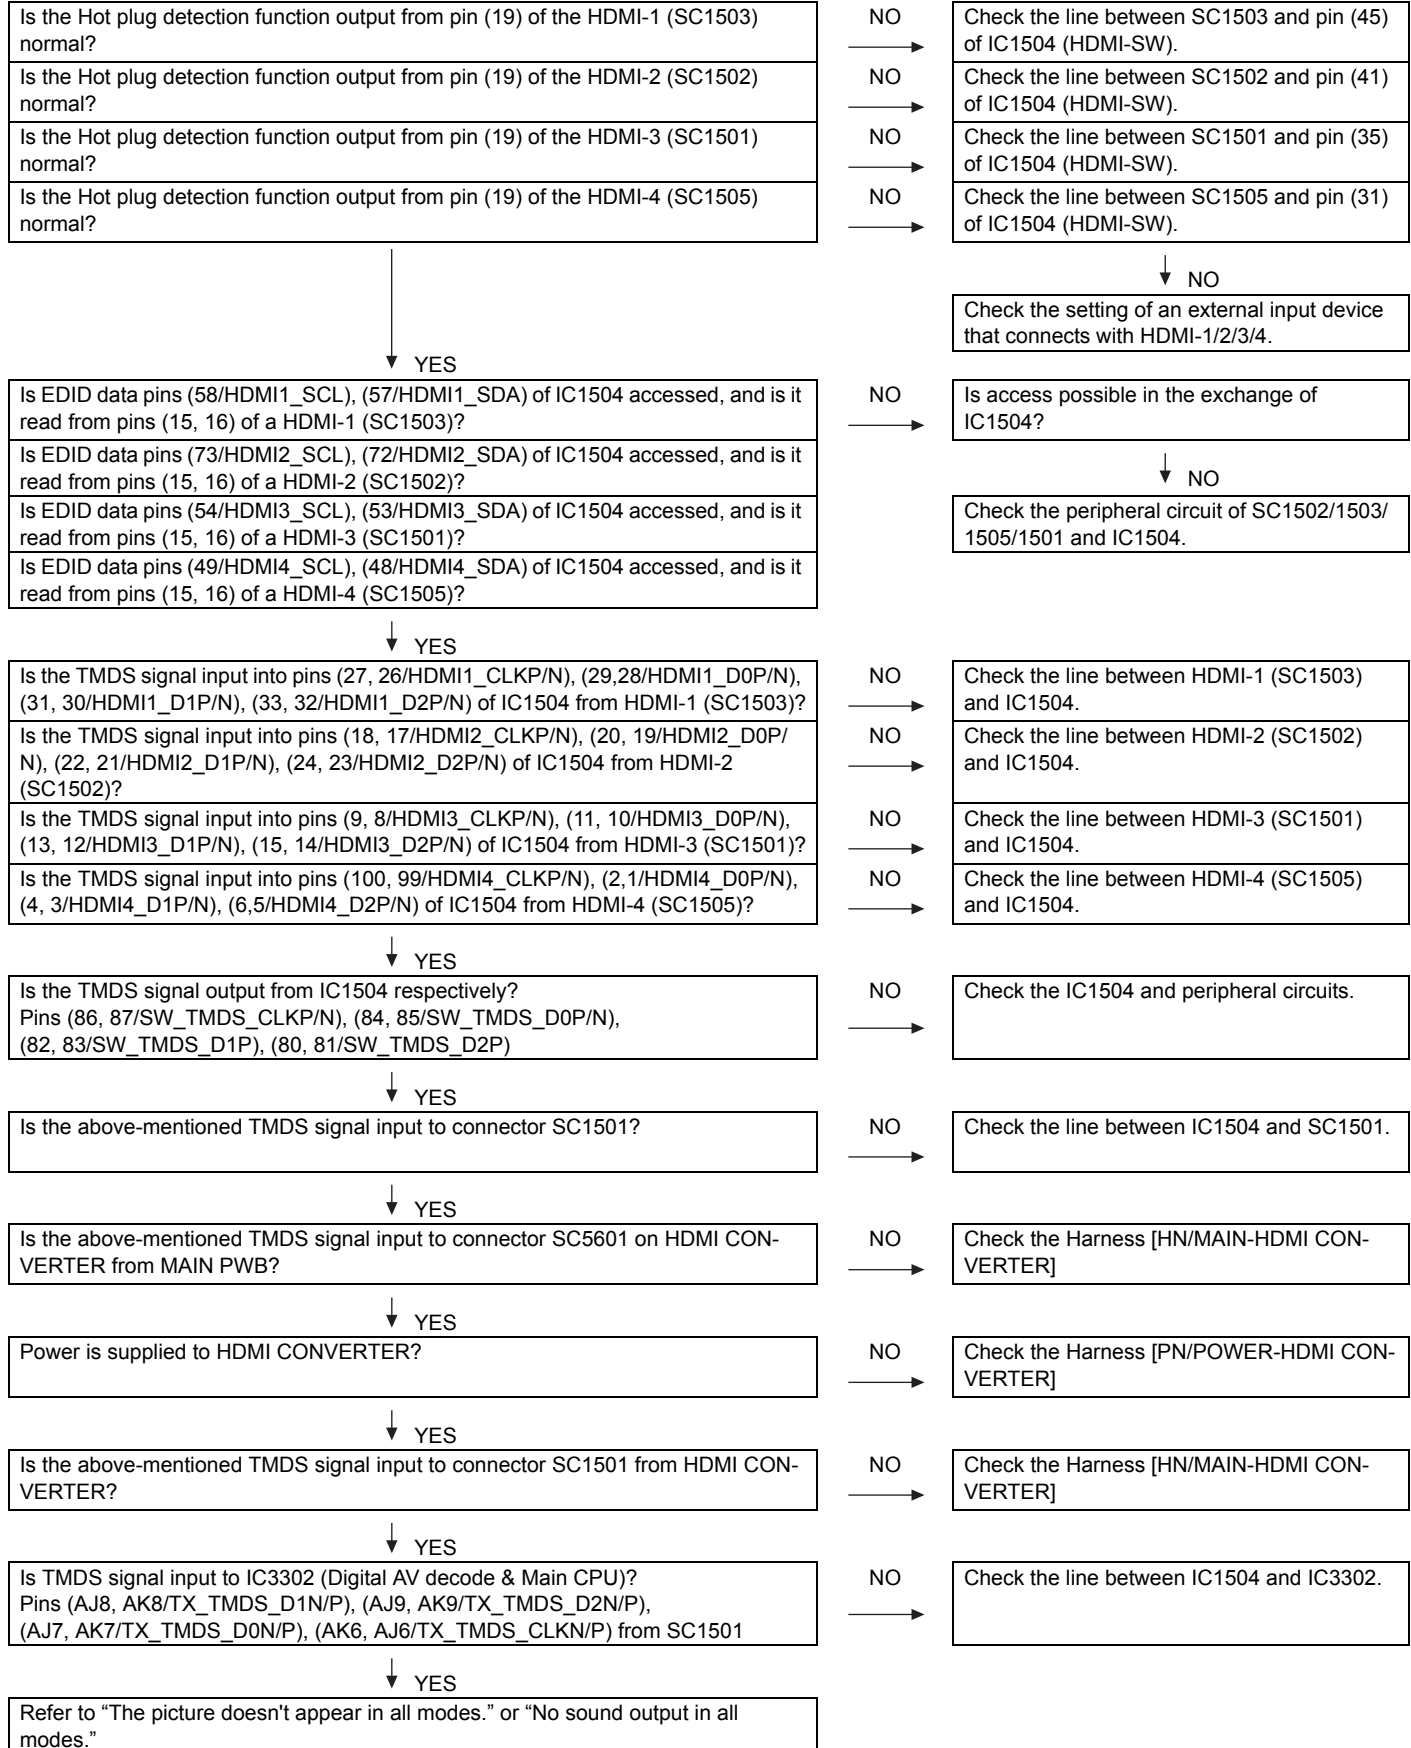 Is the Hot plug detection function output from pin (19) of the HDMI-1 (SC1503)
normal?
NO
Check the line between SC1503 and pin (45)
of IC1504 (HDMI-SW).
Is the Hot plug detection function output from pin (19) of the HDMI-2 (SC1502)
normal?
NO
Check the line between SC1502 and pin (41)
of IC1504 (HDMI-SW).
Is the Hot plug detection function output from pin (19) of the HDMI-3 (SC1501)
normal?
NO
Check the line between SC1501 and pin (35)
of IC1504 (HDMI-SW).
Is the Hot plug detection function output from pin (19) of the HDMI-4 (SC1505)
normal?
NO
Check the line between SC1505 and pin (31)
of IC1504 (HDMI-SW).
NO
Check the setting of an external input device
that connects with HDMI-1/2/3/4.
YES
Is EDID data pins (58/HDMI1_SCL), (57/HDMI1_SDA) of IC1504 accessed, and is it
read from pins (15, 16) of a HDMI-1 (SC1503)?
NO
Is access possible in the exchange of
IC1504?
Is EDID data pins (73/HDMI2_SCL), (72/HDMI2_SDA) of IC1504 accessed, and is it
read from pins (15, 16) of a HDMI-2 (SC1502)?
NO
Is EDID data pins (54/HDMI3_SCL), (53/HDMI3_SDA) of IC1504 accessed, and is it
read from pins (15, 16) of a HDMI-3 (SC1501)?
Check the peripheral circuit of SC1502/1503/
1505/1501 and IC1504.
Is EDID data pins (49/HDMI4_SCL), (48/HDMI4_SDA) of IC1504 accessed, and is it
read from pins (15, 16) of a HDMI-4 (SC1505)?
YES
Is the TMDS signal input into pins (27, 26/HDMI1_CLKP/N), (29,28/HDMI1_D0P/N),
(31, 30/HDMI1_D1P/N), (33, 32/HDMI1_D2P/N) of IC1504 from HDMI-1 (SC1503)?
NO
Check the line between HDMI-1 (SC1503)
and IC1504.
Is the TMDS signal input into pins (18, 17/HDMI2_CLKP/N), (20, 19/HDMI2_D0P/
N), (22, 21/HDMI2_D1P/N), (24, 23/HDMI2_D2P/N) of IC1504 from HDMI-2
(SC1502)?
NO
Check the line between HDMI-2 (SC1502)
and IC1504.
Is the TMDS signal input into pins (9, 8/HDMI3_CLKP/N), (11, 10/HDMI3_D0P/N),
(13, 12/HDMI3_D1P/N), (15, 14/HDMI3_D2P/N) of IC1504 from HDMI-3 (SC1501)?
NO
Check the line between HDMI-3 (SC1501)
and IC1504.
Is the TMDS signal input into pins (100, 99/HDMI4_CLKP/N), (2,1/HDMI4_D0P/N),
(4, 3/HDMI4_D1P/N), (6,5/HDMI4_D2P/N) of IC1504 from HDMI-4 (SC1505)?
NO
Check the line between HDMI-4 (SC1505)
and IC1504.
YES
Is the TMDS signal output from IC1504 respectively?
Pins (86, 87/SW_TMDS_CLKP/N), (84, 85/SW_TMDS_D0P/N),
(82, 83/SW_TMDS_D1P), (80, 81/SW_TMDS_D2P)
NO
Check the IC1504 and peripheral circuits.
YES
Is the above-mentioned TMDS signal input to connector SC1501?
NO
Check the line between IC1504 and SC1501.
YES
Is the above-mentioned TMDS signal input to connector SC5601 on HDMI CON-
VERTER from MAIN PWB?
NO
Check the Harness [HN/MAIN-HDMI CON-
VERTER]
YES
Power is supplied to HDMI CONVERTER?
NO
Check the Harness [PN/POWER-HDMI CON-
VERTER]
YES
Is the above-mentioned TMDS signal input to connector SC1501 from HDMI CON-
VERTER?
NO
Check the Harness [HN/MAIN-HDMI CON-
VERTER]
YES
Is TMDS signal input to IC3302 (Digital AV decode & Main CPU)?
Pins (AJ8, AK8/TX_TMDS_D1N/P), (AJ9, AK9/TX_TMDS_D2N/P),
(AJ7, AK7/TX_TMDS_D0N/P), (AK6, AJ6/TX_TMDS_CLKN/P) from SC1501
NO
Check the line between IC1504 and IC3302.
YES
Refer to “The picture doesn't appear in all modes.” or “No sound output in all
modes.”